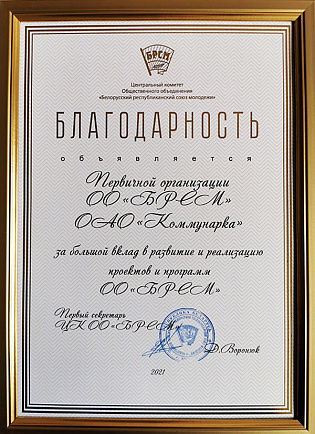 БРСМ
Центральный комитет
Общественного объединения
«Белорусский республиканский союз молодежи»
БЛАГОДАРНОСТЬ
объявляется
Первичной организации
ОО «БРСМ»
ОАО «Коммунарка»
за большой вклад в развитие и реализацию
проектов и программ
ОО «БРСМ»
Первый секретарь
ЦК ОО «БРСМ»
Д.Воронюк
2021